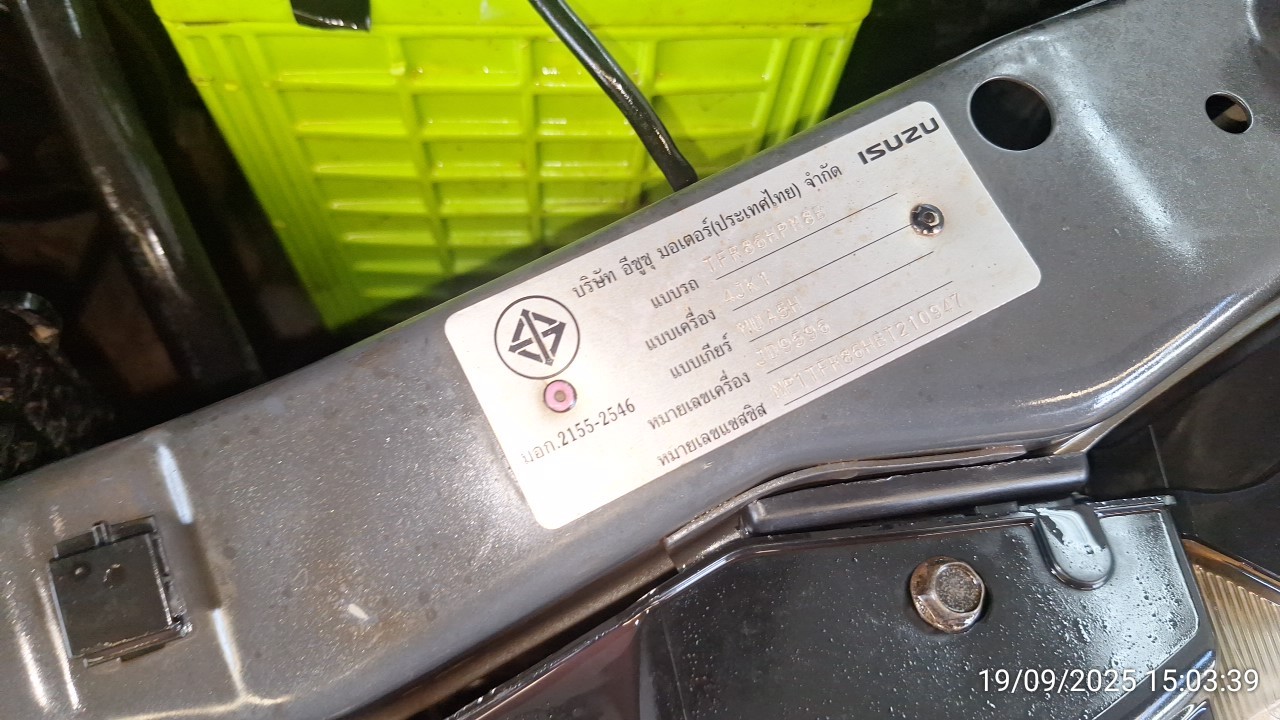 ISUZU
บริษัท อีซูซุ มอเตอร์(ประเทศไทย) จำกัด
แบบรถ
แบบเครื่อง 4JK1
แบบเกียร์
หมายเลขเครื่อง
หมายเลขแชสซิส
มอก.2155-2546
19/09/2025 15:03:39